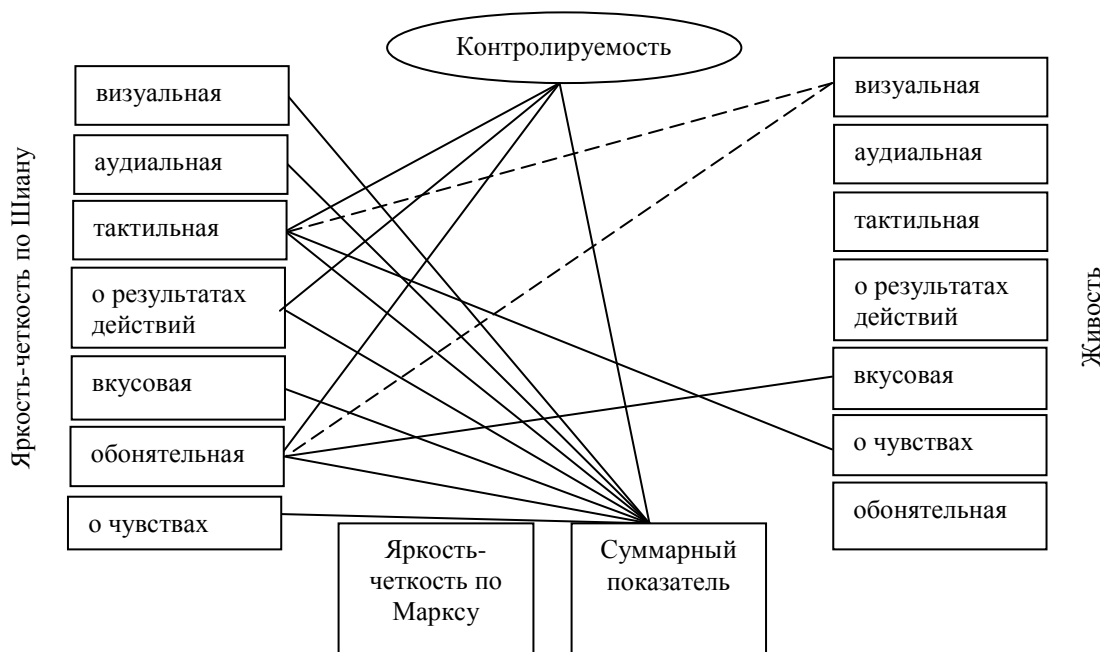 Контролируемость
Яркость-четкость по Шиану
визуальная
аудиальная
тактильная
о результатах
действий
вкусовая
обонятельная
о чувствах
Яркость-
четкость по
Марксу
Суммарный
показатель
визуальная
аудиальная
тактильная
о результатах
действий
вкусовая
о чувствах
обонятельная
Живость